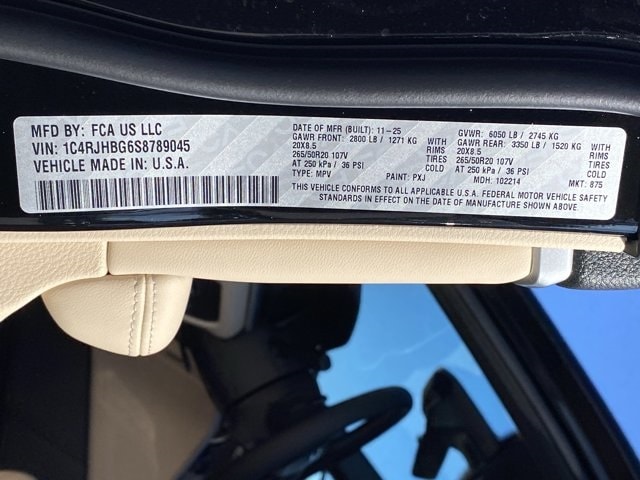 MFD BY: FCA US LLC
VIN: 1C4RJHBG6S8789045
VEHICLE MADE IN: U.S.A.
DATE OF MFR (BUILT): 11-25
GAWR FRONT: 2800 LB / 1271 KG
WITH
20X8.5 RIMS
265/50R20 107V TIRES
AT 250 kPa / 36 PSI COLD
TYPE: MPV PAINT: PXJ
GVWR: 6050 LB / 2745 KG
GAWR REAR: 3350 LB / 1520 KG
WITH
20X8.5 RIMS
265/50R20 107V TIRES
AT 250 kPa / 36 PSI COLD
MDH: 102214 MKT: 875
THIS VEHICLE CONFORMS TO ALL APPLICABLE U.S.A. FEDERAL MOTOR VEHICLE SAFETY
STANDARDS IN EFFECT ON THE DATE OF MANUFACTURE SHOWN ABOVE